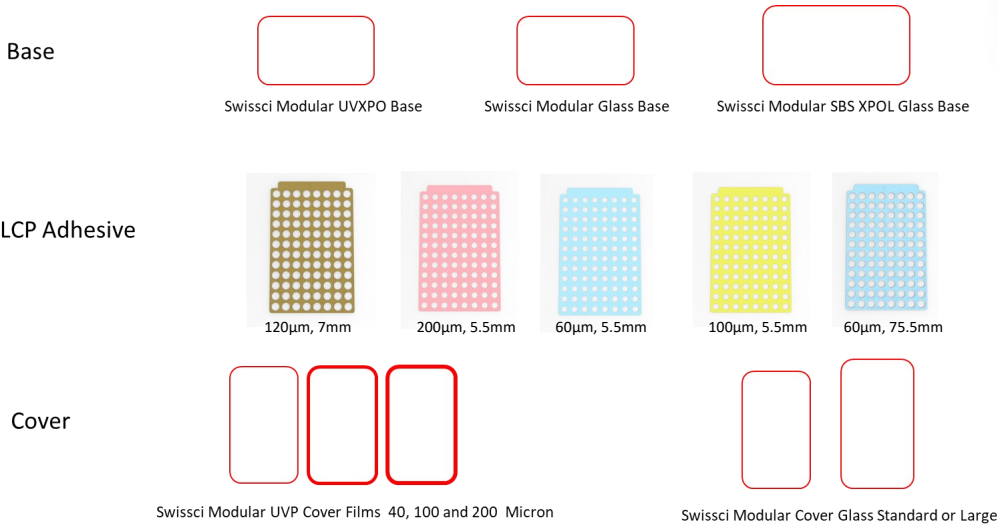 Base
Swissci Modular UVXPO Base
Swissci Modular Glass Base
Swissci Modular SBS XPOL Glass Base
LCP Adhesive
120µm, 7mm
200µm, 5.5mm
60µm, 5.5mm
100µm, 5.5mm
60µm, 75.5mm
Cover
Swissci Modular UVP Cover Films 40, 100 and 200 Micron
Swissci Modular Cover Glass Standard or Large